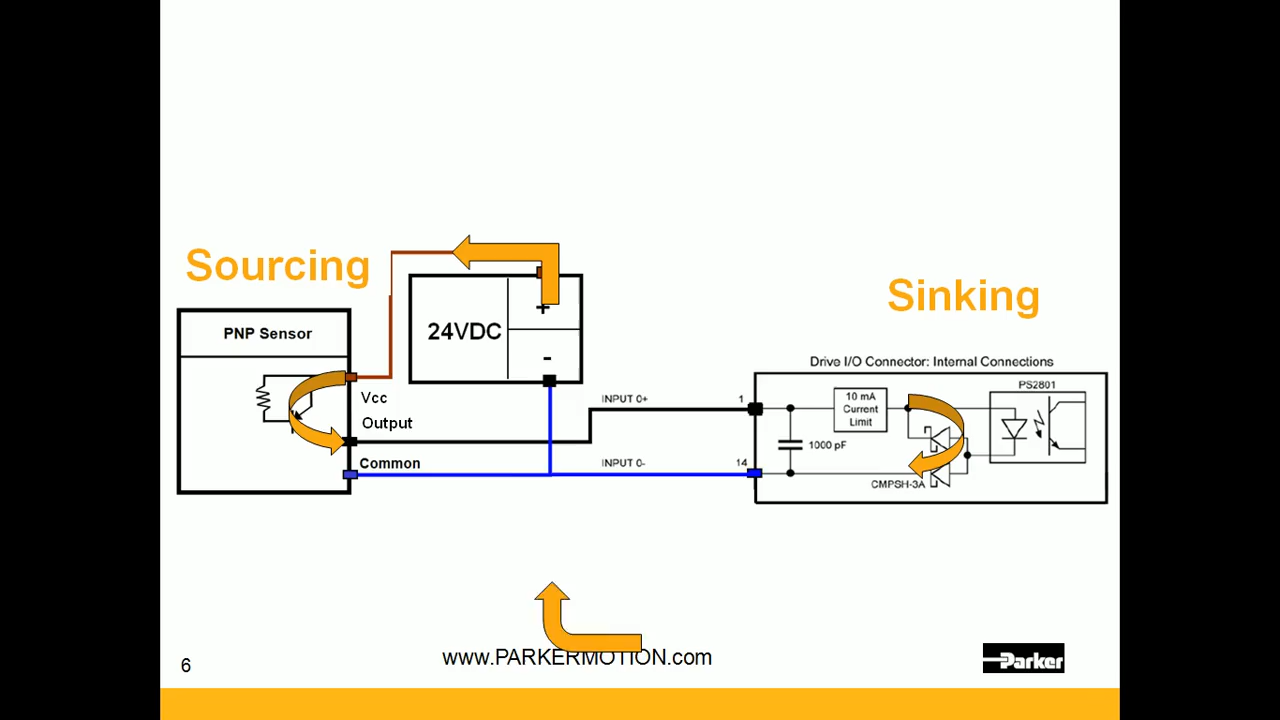 Sourcing
Sinking
PNP Sensor
24VDC
+
-
Vcc
Output
Common
INPUT 0+
INPUT 0-
1
14
Drive I/O Connector: Internal Connections
10 mA
Current
Limit
1000 pF
CMPSH-3A
PS2801
6
www.PARKERMOTION.com
Parker